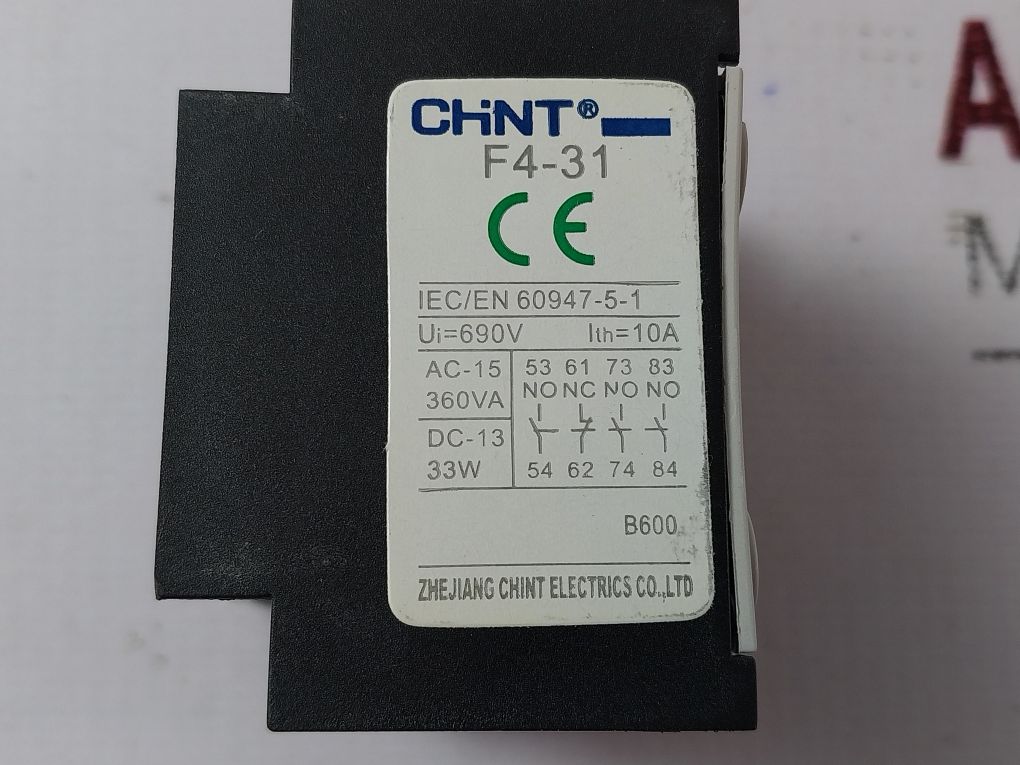 CHiNT®
F4-31
CE
IEC/EN 60947-5-1
Ui=690V Ith=10A
AC-15 53 61 73 83
360VA NO NC NO NO
DC-13
33W 54 62 74 84
B600
ZHEJIANG CHINT ELECTRICS CO.,LTD
A
M